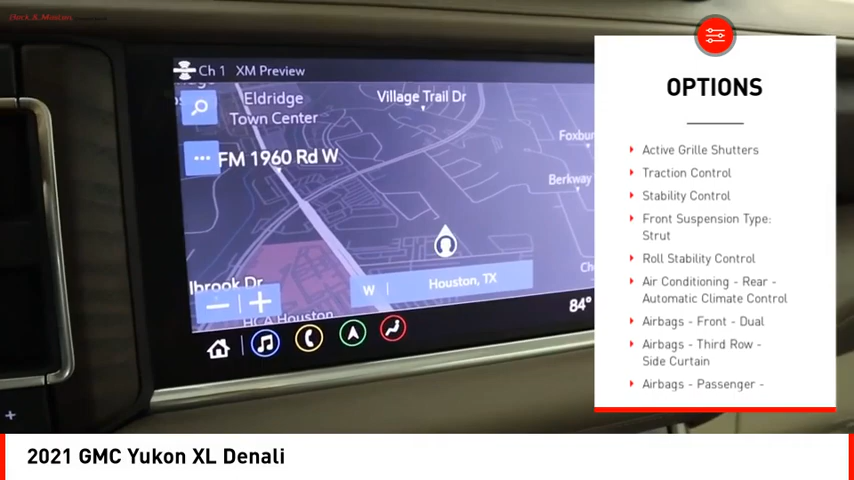 Ch 1 XM Preview
Eldridge
Town Center
Village Trail Dr
FM 1960 Rd W
Foxbu
Berkway
lbrook Dr
W
Houston, TX
Ch
HCA Houston
84°
OPTIONS
Active Grille Shutters
Traction Control
Stability Control
Front Suspension Type:
Strut
Roll Stability Control
Air Conditioning - Rear -
Automatic Climate Control
Airbags - Front - Dual
Airbags - Third Row -
Side Curtain
Airbags - Passenger -
2021 GMC Yukon XL Denali